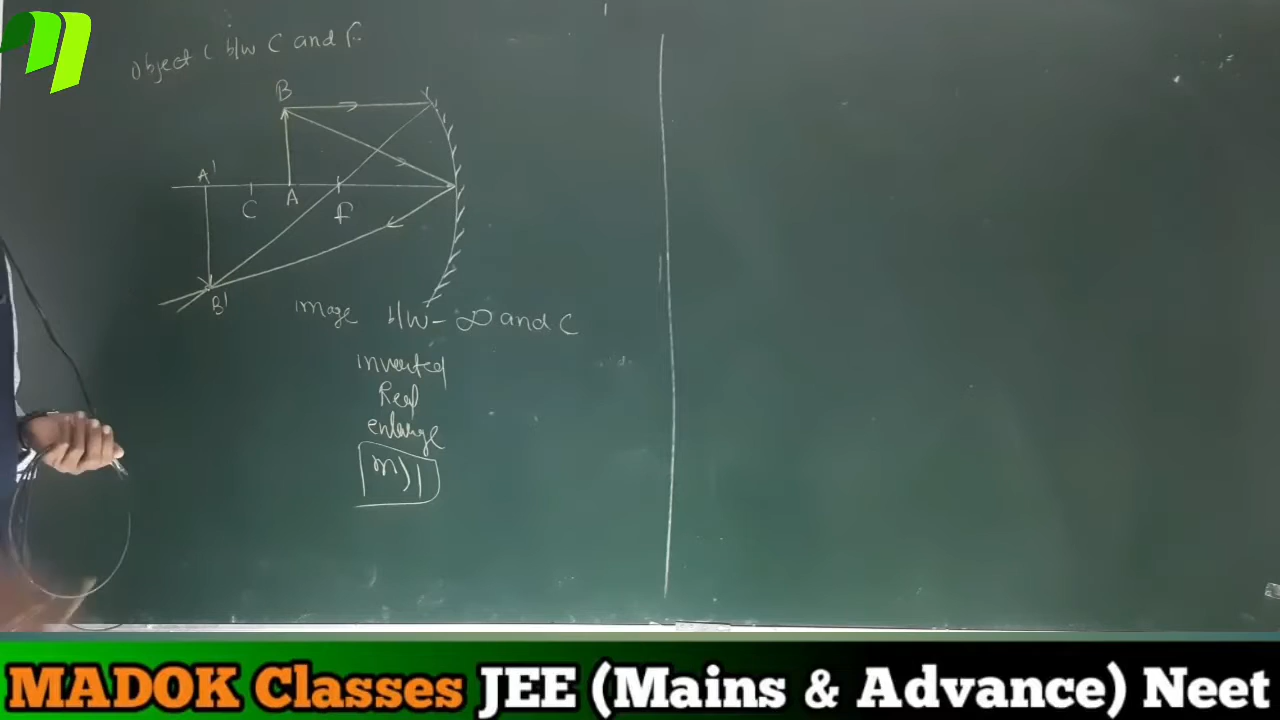 Object ( b/w C and F
B
A'
C
A
F
B'
image b/w - ∞ and C
inverted
Real
enlarge
m>1
MADOK Classes JEE (Mains & Advance) Neet